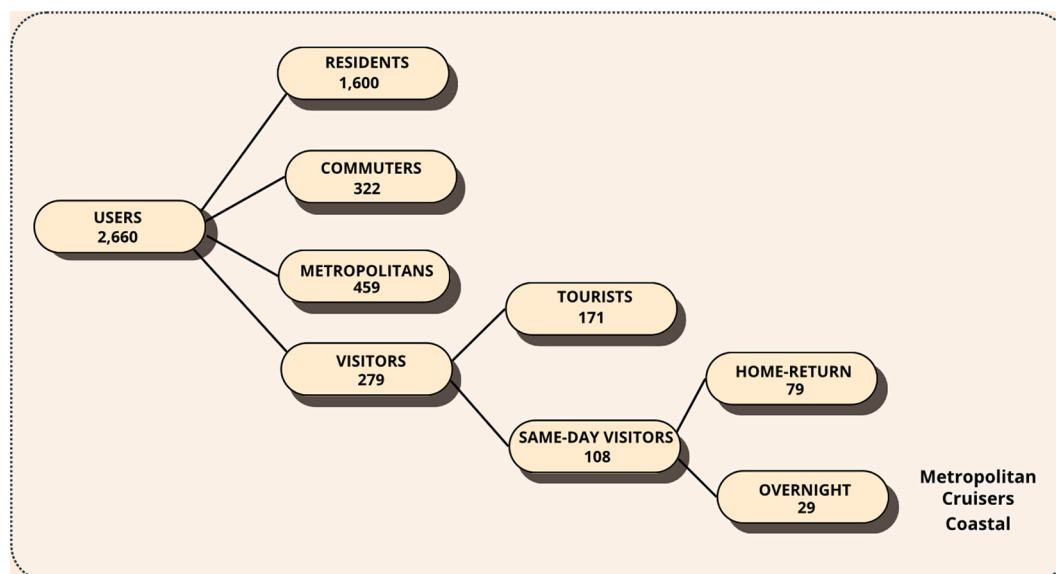 RESIDENTS
1,600
COMMUTERS
322
USERS
2,660
METROPOLITANS
459
TOURISTS
171
VISITORS
279
HOME-RETURN
79
SAME-DAY VISITORS
108
OVERNIGHT
29
Metropolitan
Cruisers
Coastal